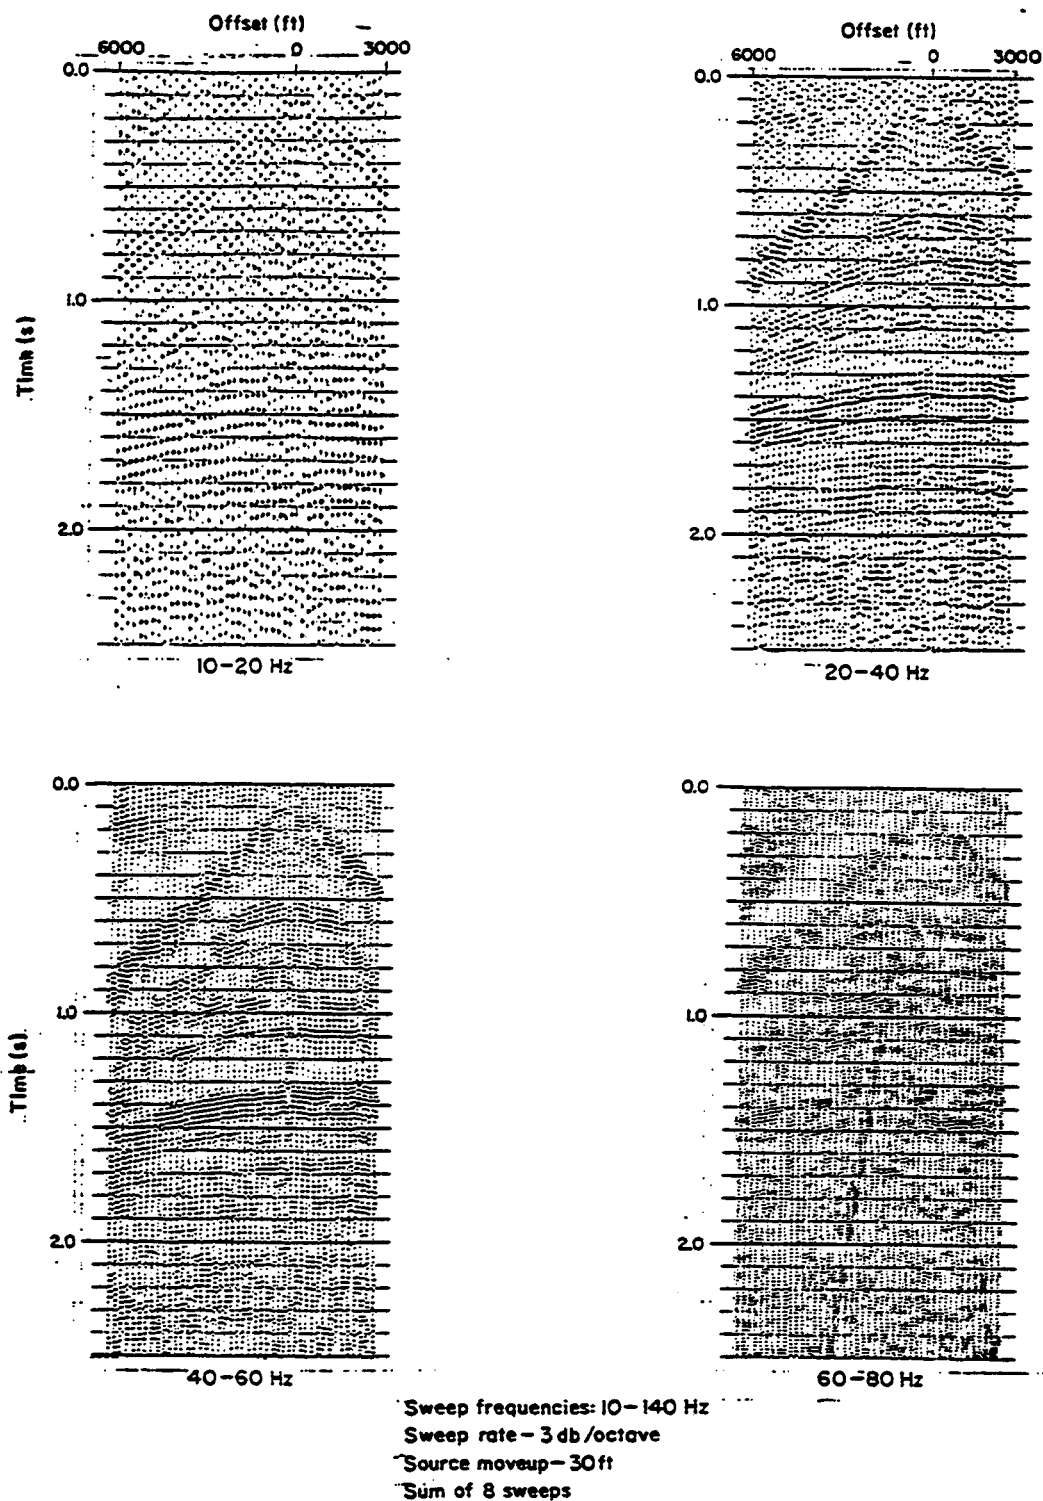 Offset (ft)
6000 0 3000
0.0
1.0
2.0
Time (s)
10-20 Hz
Offset (ft)
6000 0 3000
0.0
1.0
2.0
20-40 Hz
0.0
1.0
2.0
Time (s)
40-60 Hz
0.0
1.0
2.0
60-80 Hz
Sweep frequencies: 10-140 Hz
Sweep rate - 3 db/octave
Source moveup - 30 ft
Sum of 8 sweeps